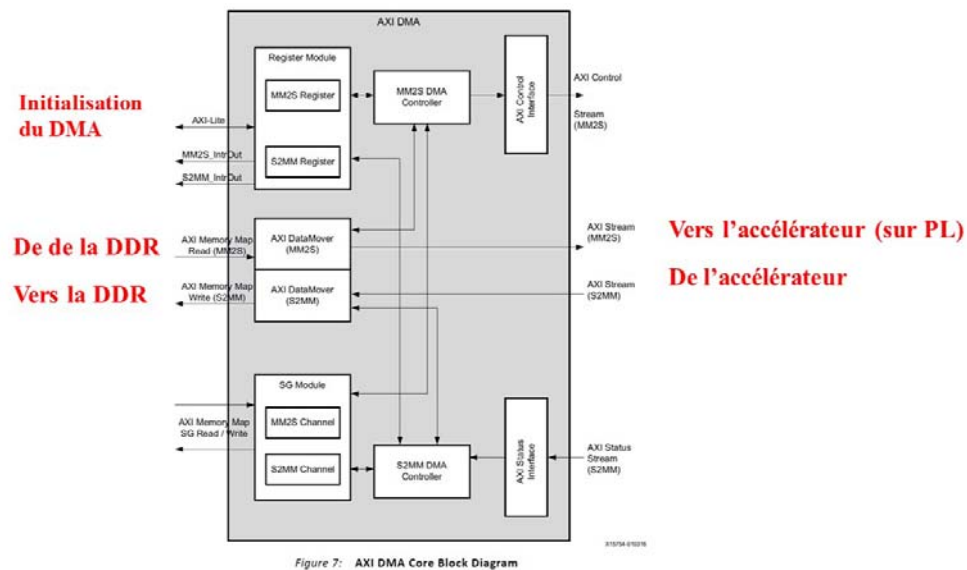 AXI DMA
Register Module
MM2S Register
S2MM Register
MM2S DMA
Controller
AXI Control
Interface
AXI Control
Stream
(MM2S)
Initialisation
du DMA
AXI-Lite
MM2S_IntrOut
S2MM_IntrOut
De de la DDR
AXI Memory Map
Read (MM2S)
AXI DataMover
(MM2S)
AXI Stream
(MM2S)
Vers l’accélérateur (sur PL)
Vers la DDR
AXI Memory Map
Write (S2MM)
AXI DataMover
(S2MM)
AXI Stream
(S2MM)
De l’accélérateur
SG Module
MM2S Channel
S2MM Channel
AXI Memory Map
SG Read / Write
S2MM DMA
Controller
AXI Status
Interface
AXI Status
Stream
(S2MM)
Figure 7: AXI DMA Core Block Diagram